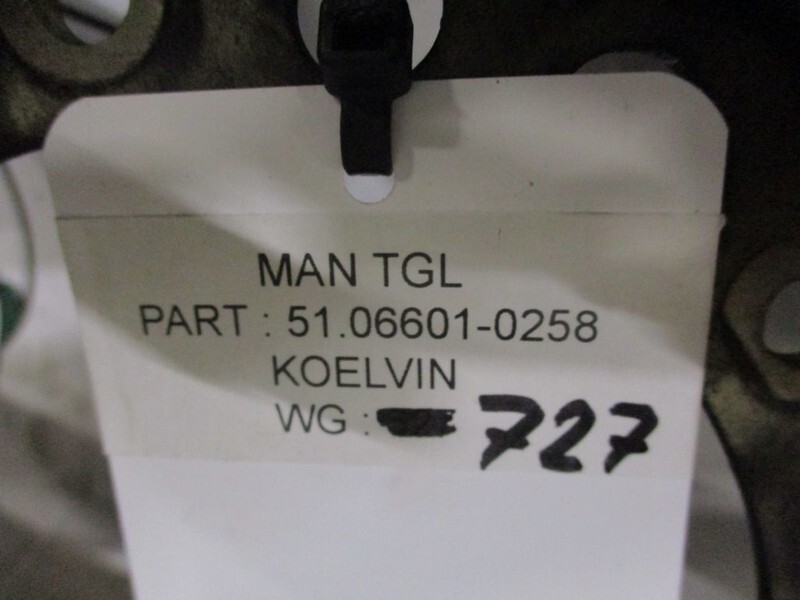 MAN TGL
PART : 51.06601-0258
KOELVIN
WG : 727